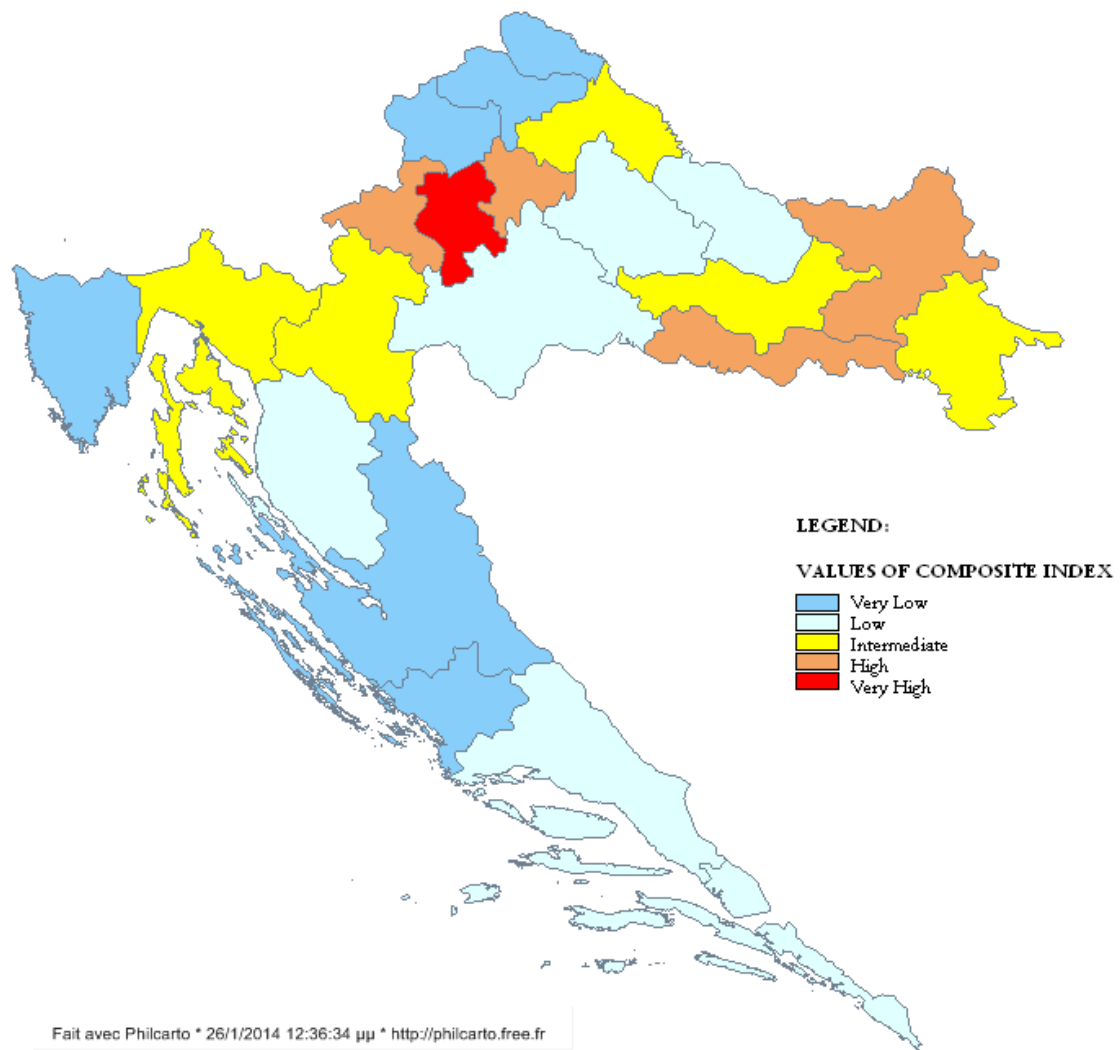 LEGEND:
VALUES OF COMPOSITE INDEX
Very Low
Low
Intermediate
High
Very High
Fait avec Philcarto * 26/1/2014 12:36:34 μμ * http://philcarto.free.fr